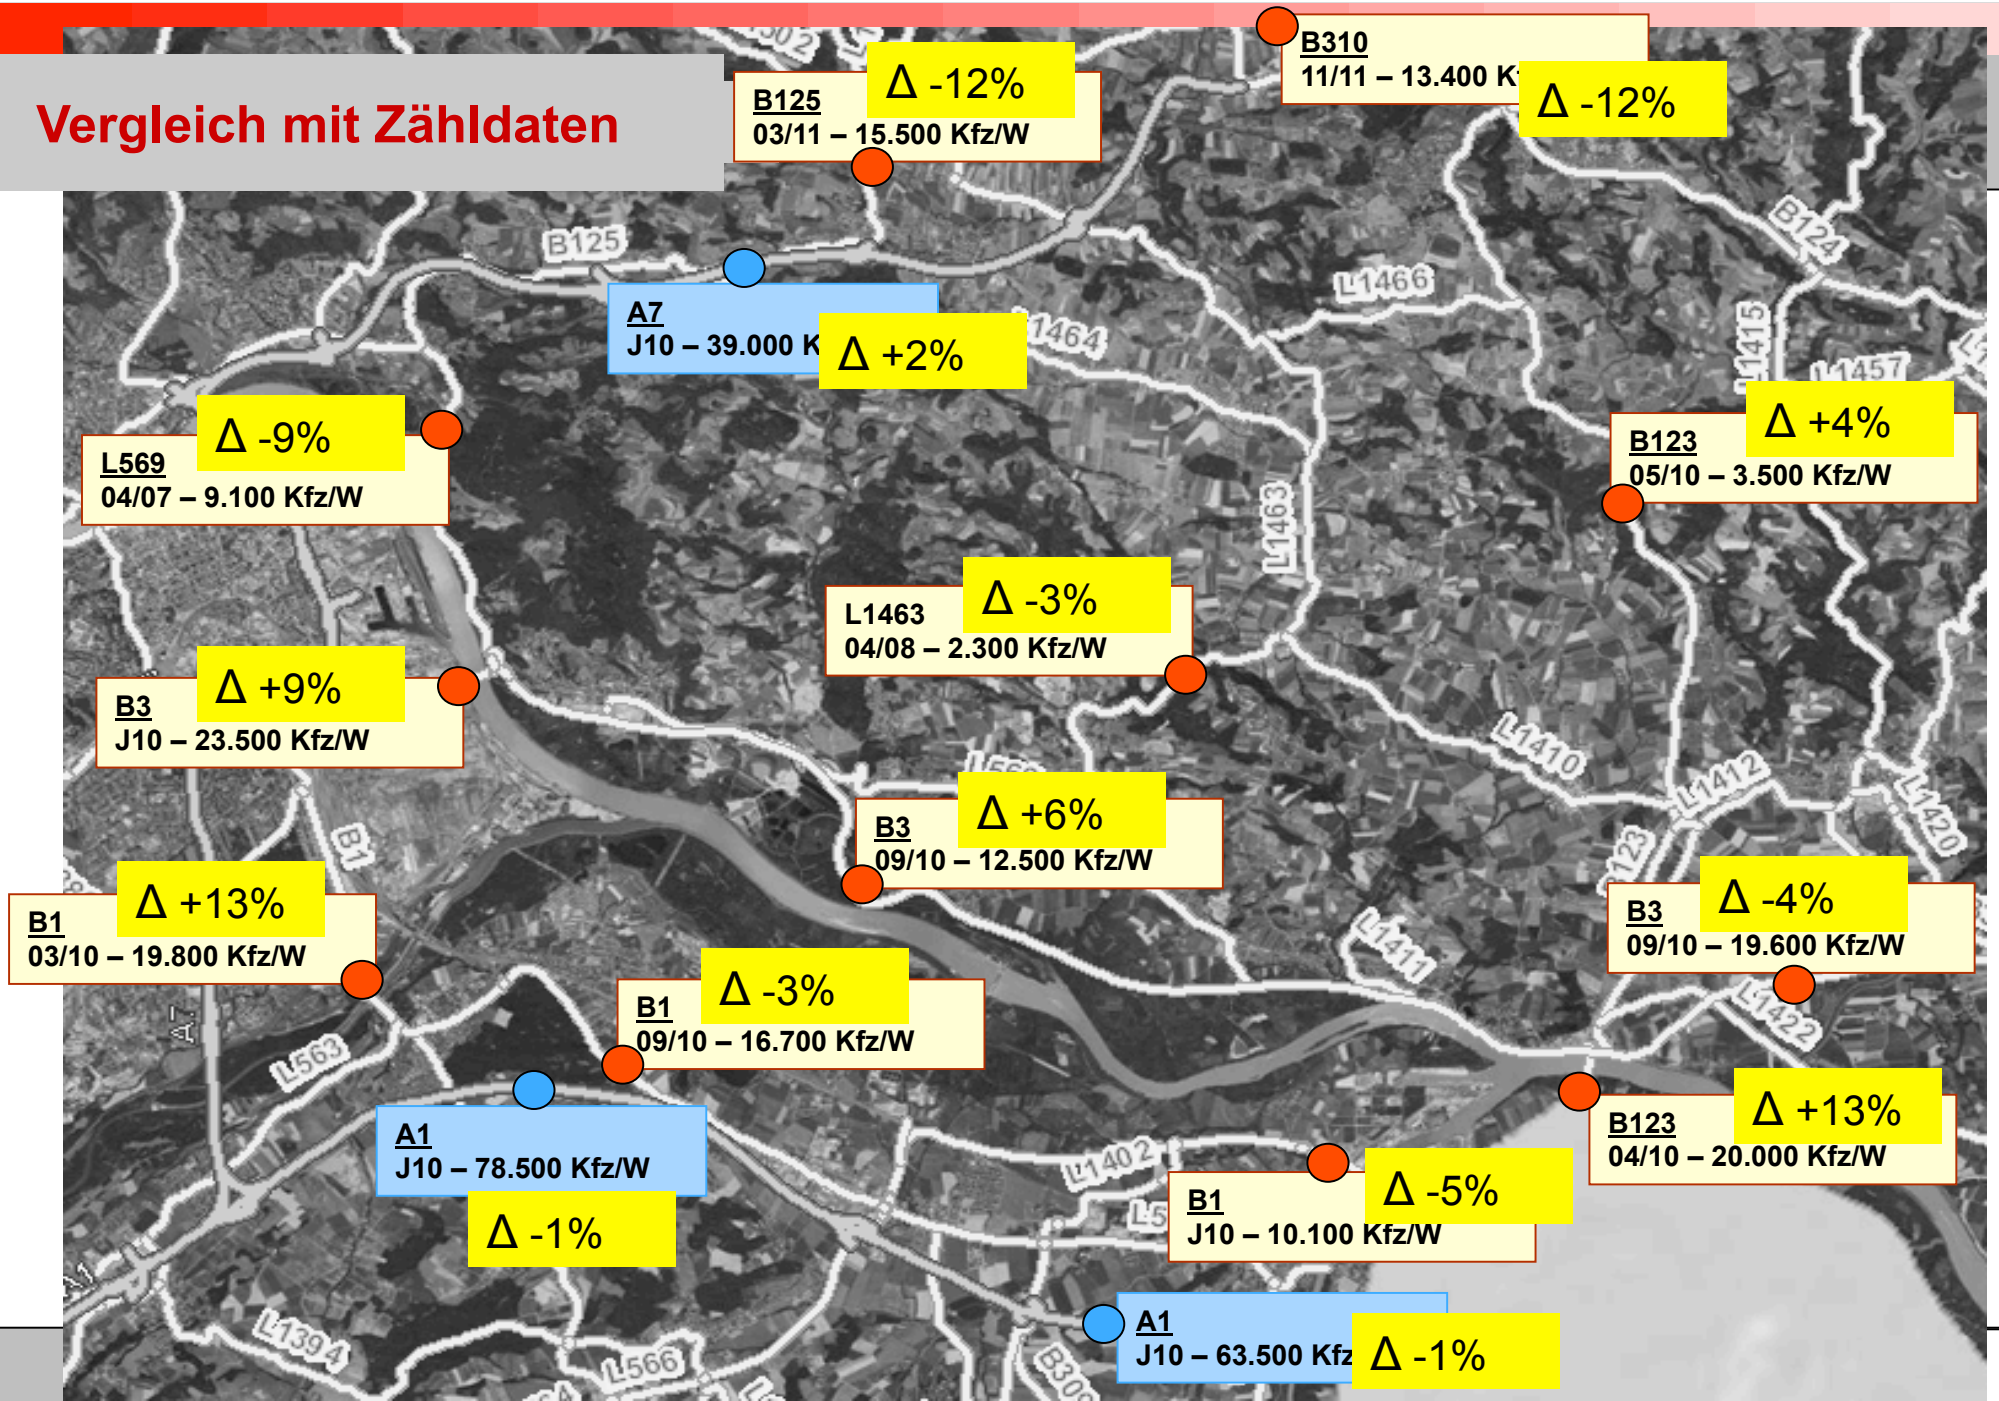 Vergleich mit Zähldaten
B310
11/11 – 13.400
Δ -12%
B125
03/11 – 15.500 Kfz/W
Δ -12%
B125
B124
L1466
A7
J10 – 39.000
Δ +2%
1464
L1415
L1457
L569
04/07 – 9.100 Kfz/W
Δ -9%
B123
05/10 – 3.500 Kfz/W
Δ +4%
L1463
L1463
04/08 – 2.300 Kfz/W
Δ -3%
B3
J10 – 23.500 Kfz/W
Δ +9%
L1410
L1412
L1420
B1
B3
09/10 – 12.500 Kfz/W
Δ +6%
B123
B1
03/10 – 19.800 Kfz/W
Δ +13%
B3
09/10 – 19.600 Kfz/W
Δ -4%
L1411
L1422
A7
B1
09/10 – 16.700 Kfz/W
Δ -3%
L563
A1
J10 – 78.500 Kfz/W
Δ -1%
B123
04/10 – 20.000 Kfz/W
Δ +13%
L1402
B1
J10 – 10.100 Kfz/W
Δ -5%
A1
L1394
L566
B309
A1
J10 – 63.500 Kfz
Δ -1%